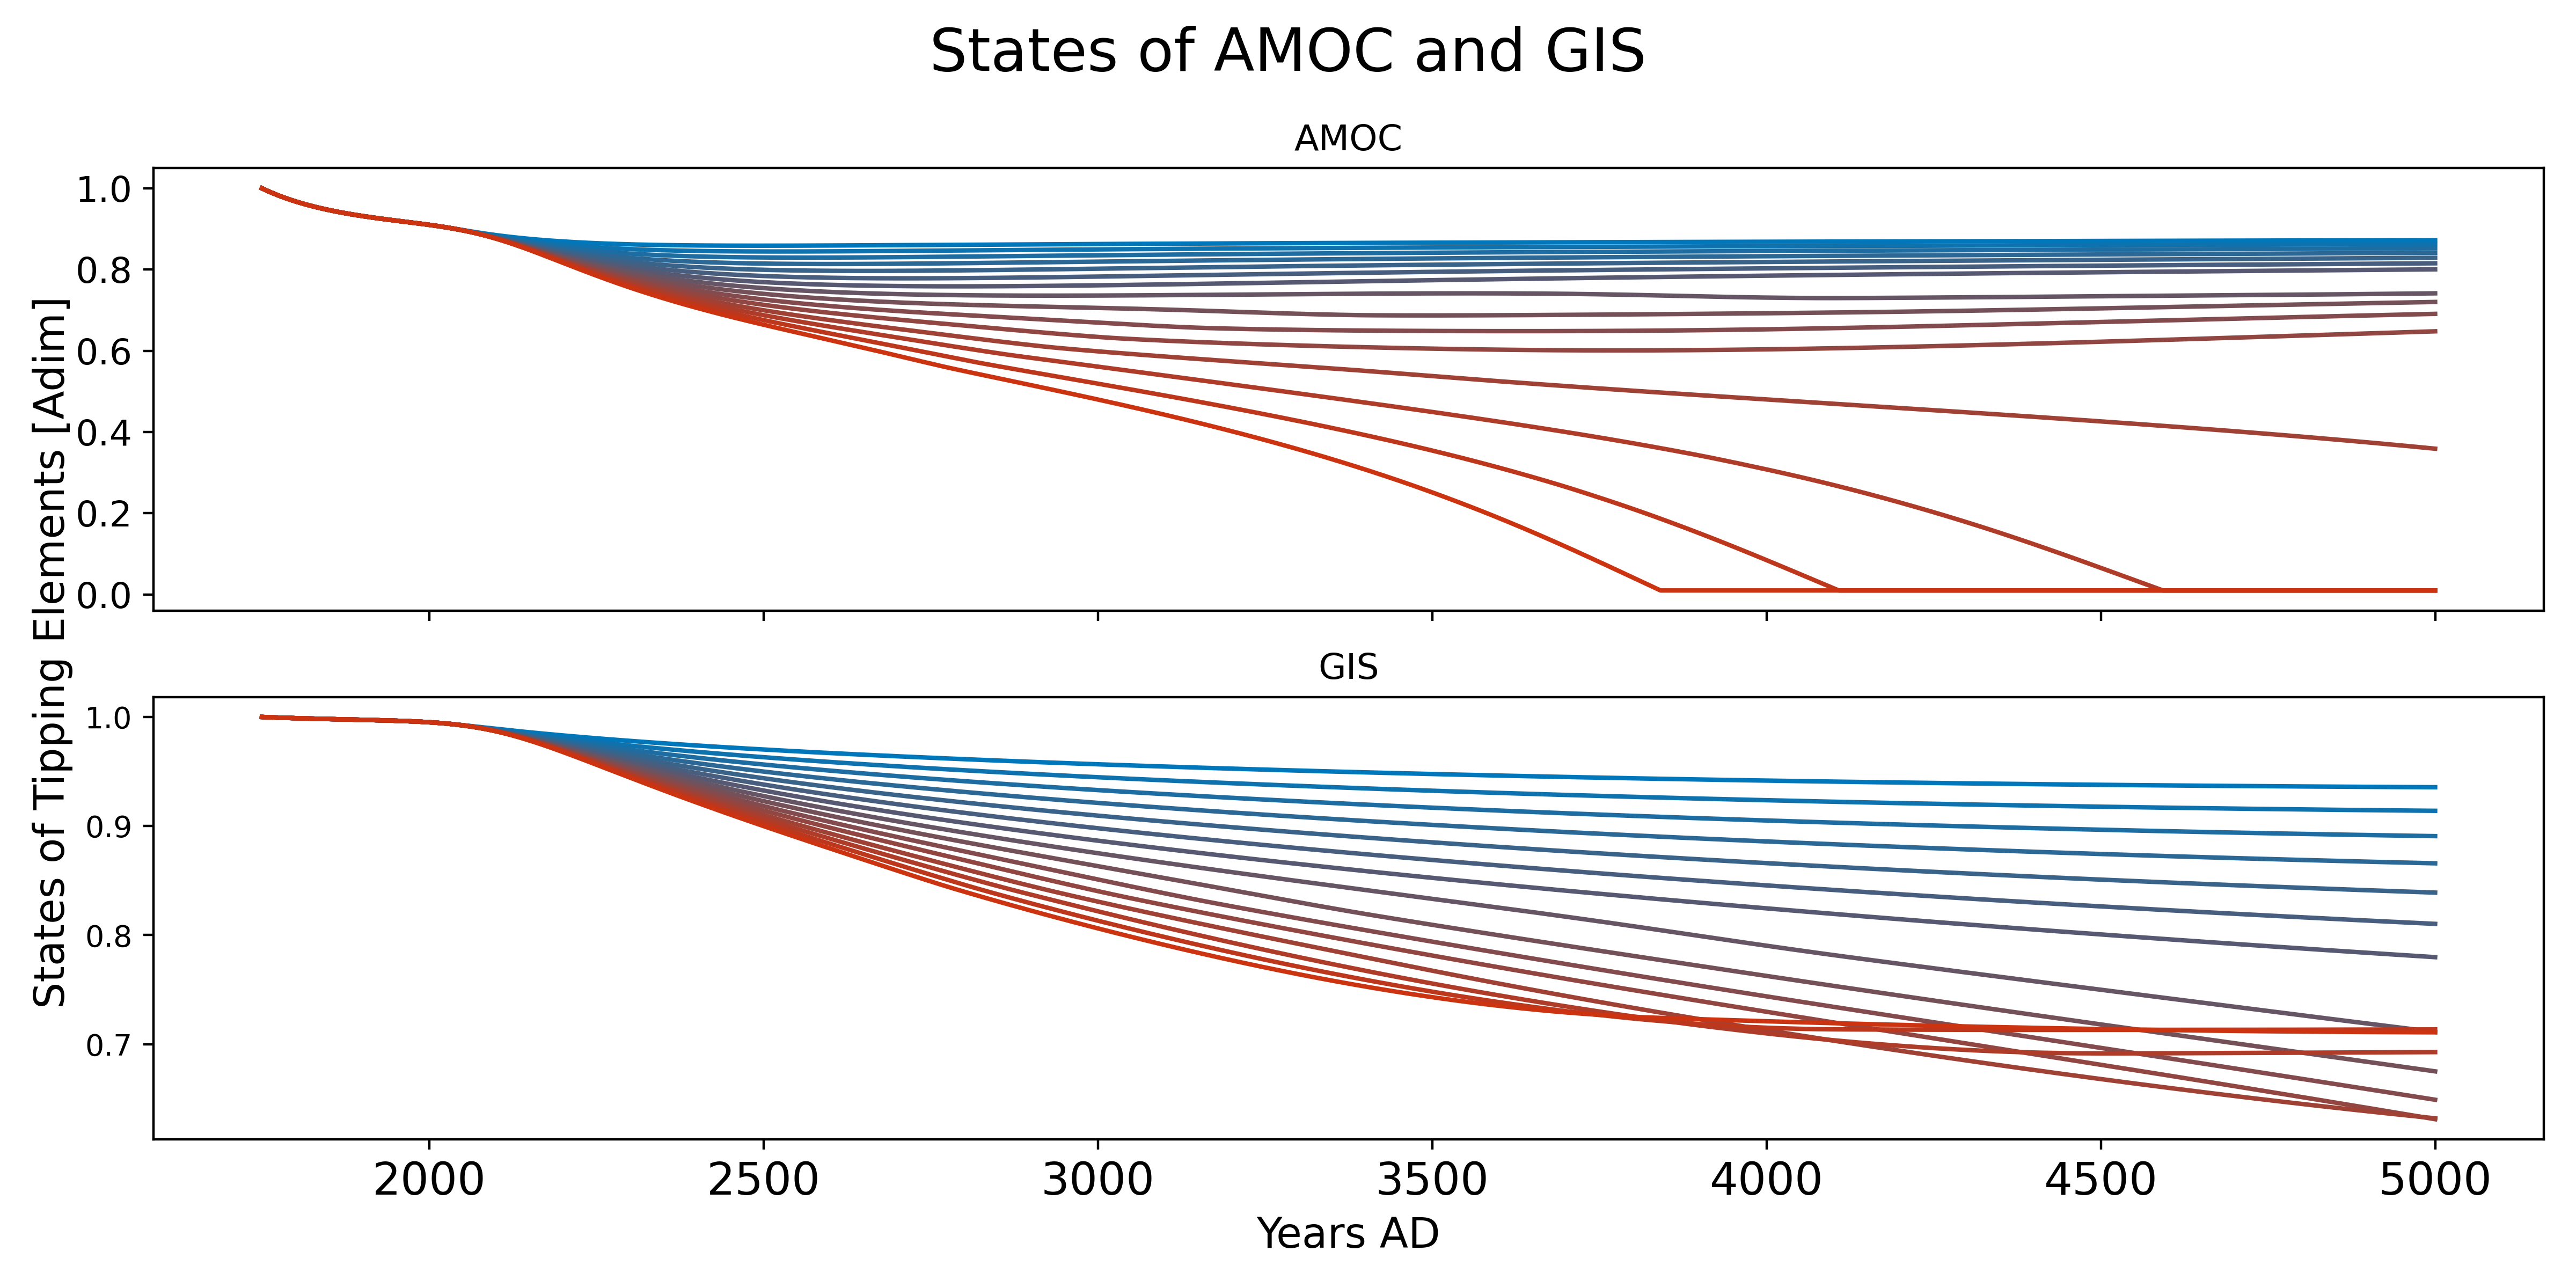 States of AMOC and GIS
AMOC
1.0
0.8
0.6
0.4
0.2
0.0
States of Tipping Elements [Adim]
GIS
1.0
0.9
0.8
0.7
2000 2500 3000 3500 4000 4500 5000
Years AD